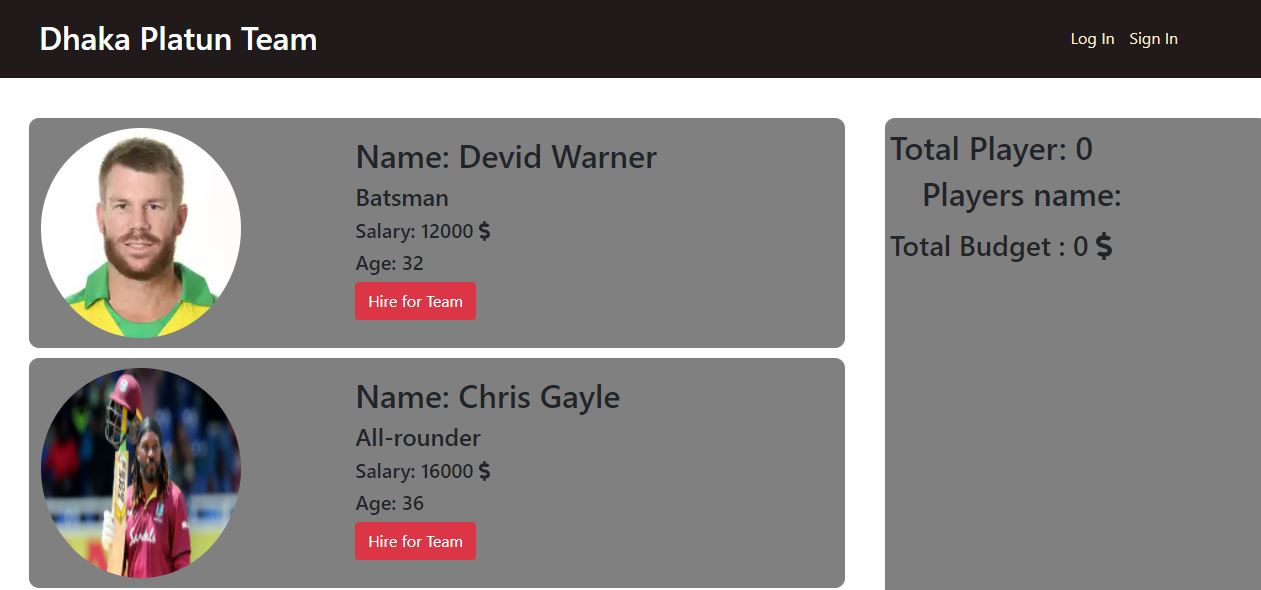 Dhaka Platun Team
Log In Sign In
Name: Devid Warner
Batsman
Salary: 12000 $
Age: 32
Hire for Team
Name: Chris Gayle
All-rounder
Salary: 16000 $
Age: 36
Hire for Team
Total Player: 0
Players name:
Total Budget : 0 $